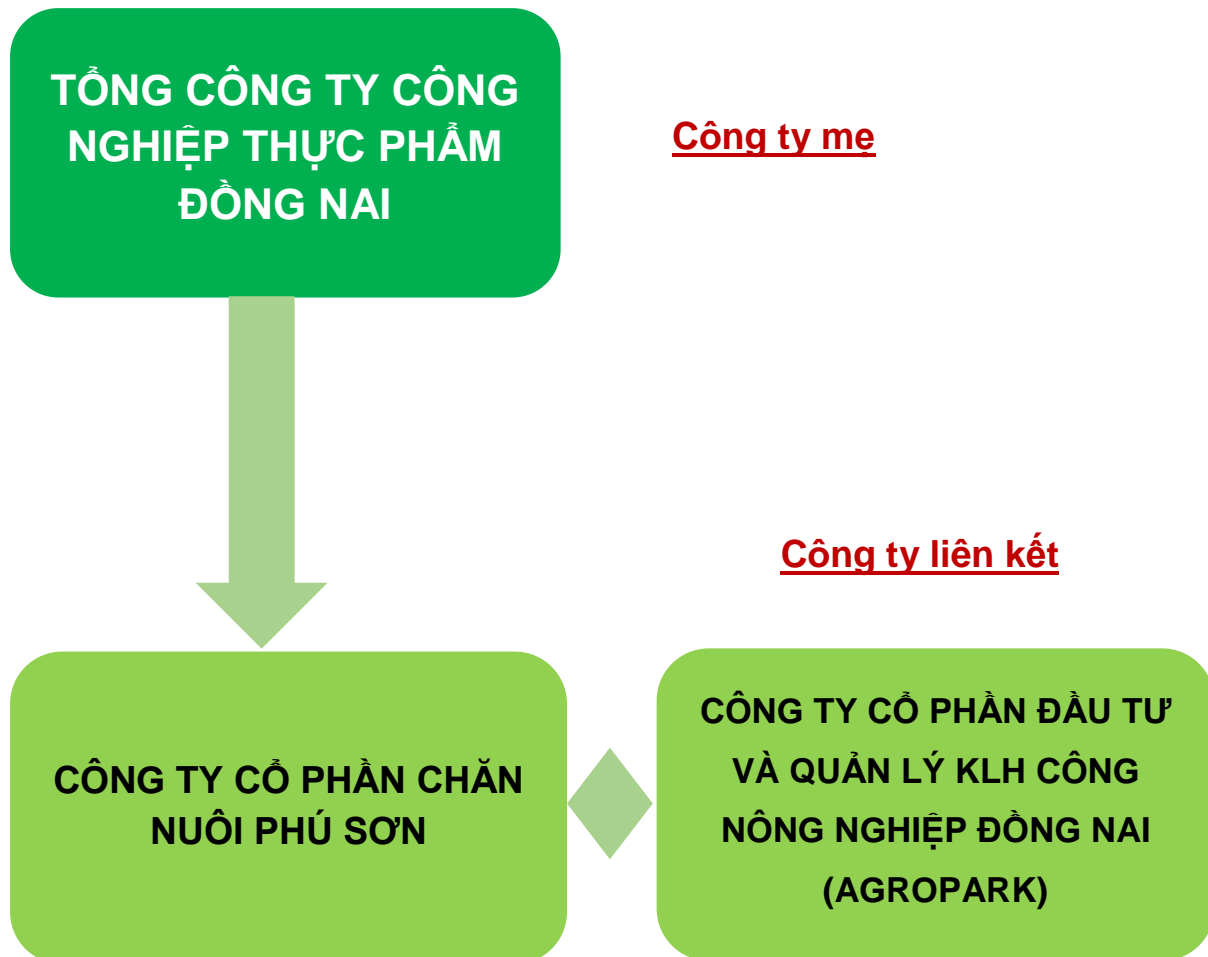 TỔNG CÔNG TY CÔNG
NGHIỆP THỰC PHẨM
ĐỒNG NAI
Công ty mẹ
Công ty liên kết
CÔNG TY CỔ PHẦN CHĂN
NUÔI PHÚ SƠN
CÔNG TY CỔ PHẦN ĐẦU TƯ
VÀ QUẢN LÝ KLH CÔNG
NÔNG NGHIỆP ĐỒNG NAI
(AGROPARK)